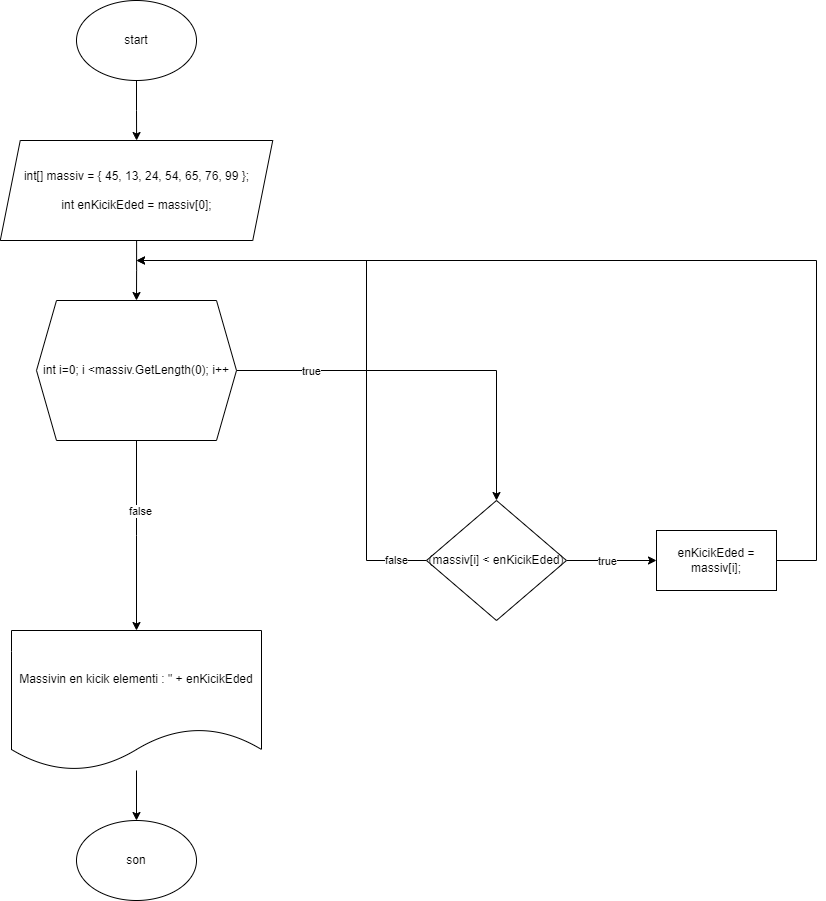 start
int[] massiv = { 45, 13, 24, 54, 65, 76, 99 };
int enKicikEded = massiv[0];
int i=0; i <massiv.GetLength(0); i++
true
false
(massiv[i] < enKicikEded)
false
true
enKicikEded =
massiv[i];
Massivin en kicik elementi : " + enKicikEded
son